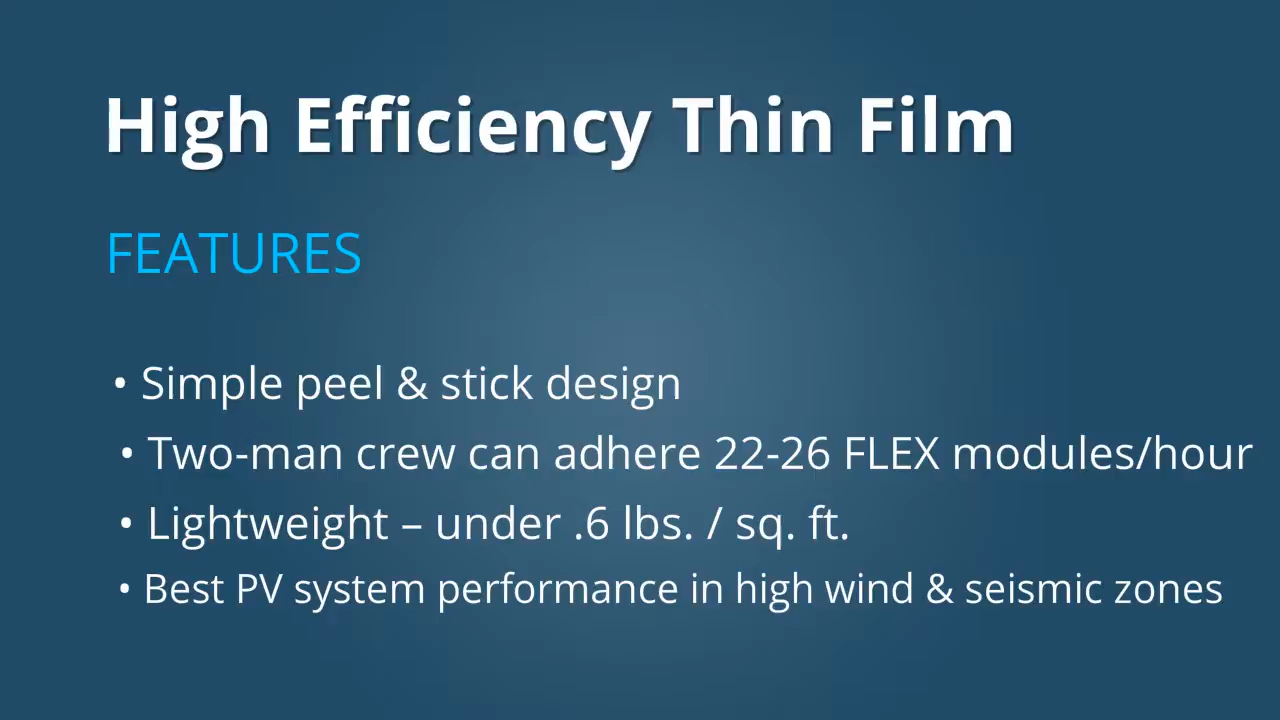 High Efficiency Thin Film
FEATURES
• Simple peel & stick design
• Two-man crew can adhere 22-26 FLEX modules/hour
• Lightweight – under .6 lbs. / sq. ft.
• Best PV system performance in high wind & seismic zones